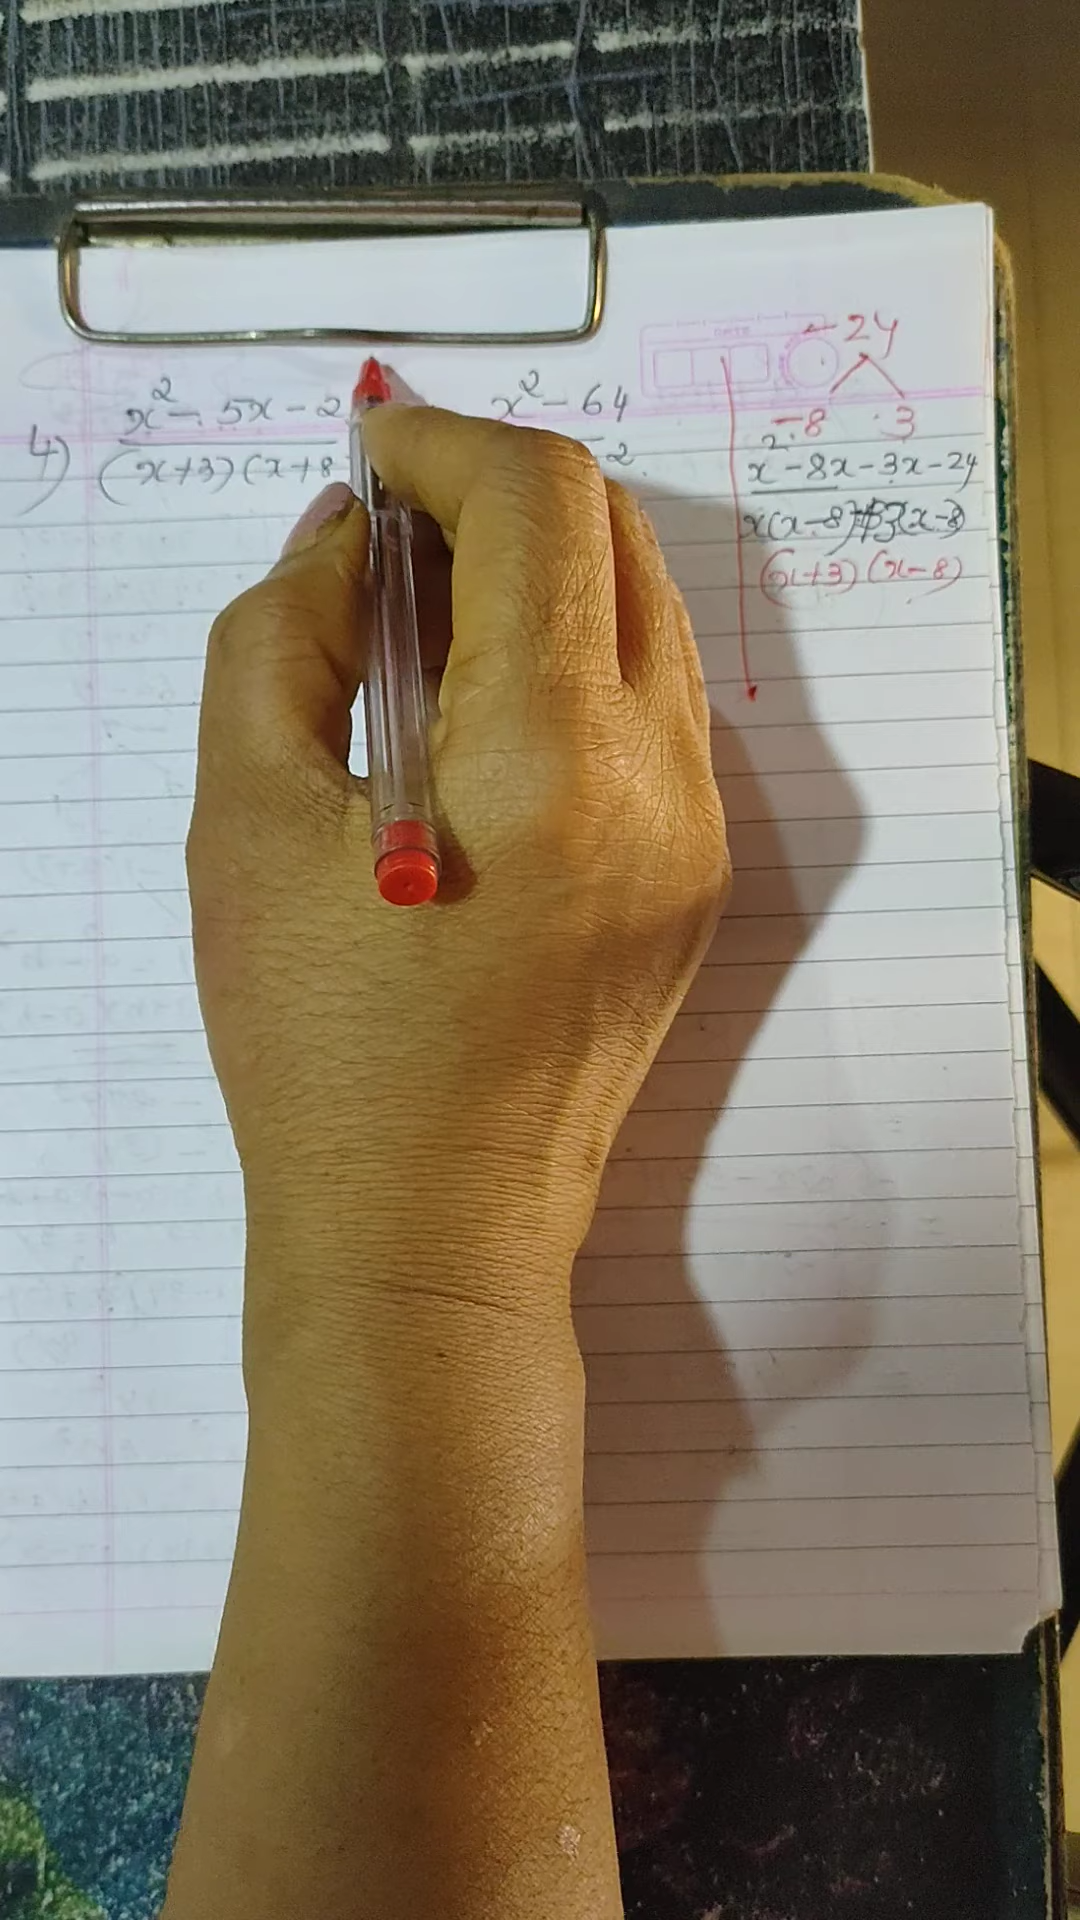 4) x² - 5x - 2 x² - 64
(x+3)(x+8 -2
-24
-8 3
x² - 8x - 3x - 24
x(x-8)+3(x-8)
(x+3)(x-8)